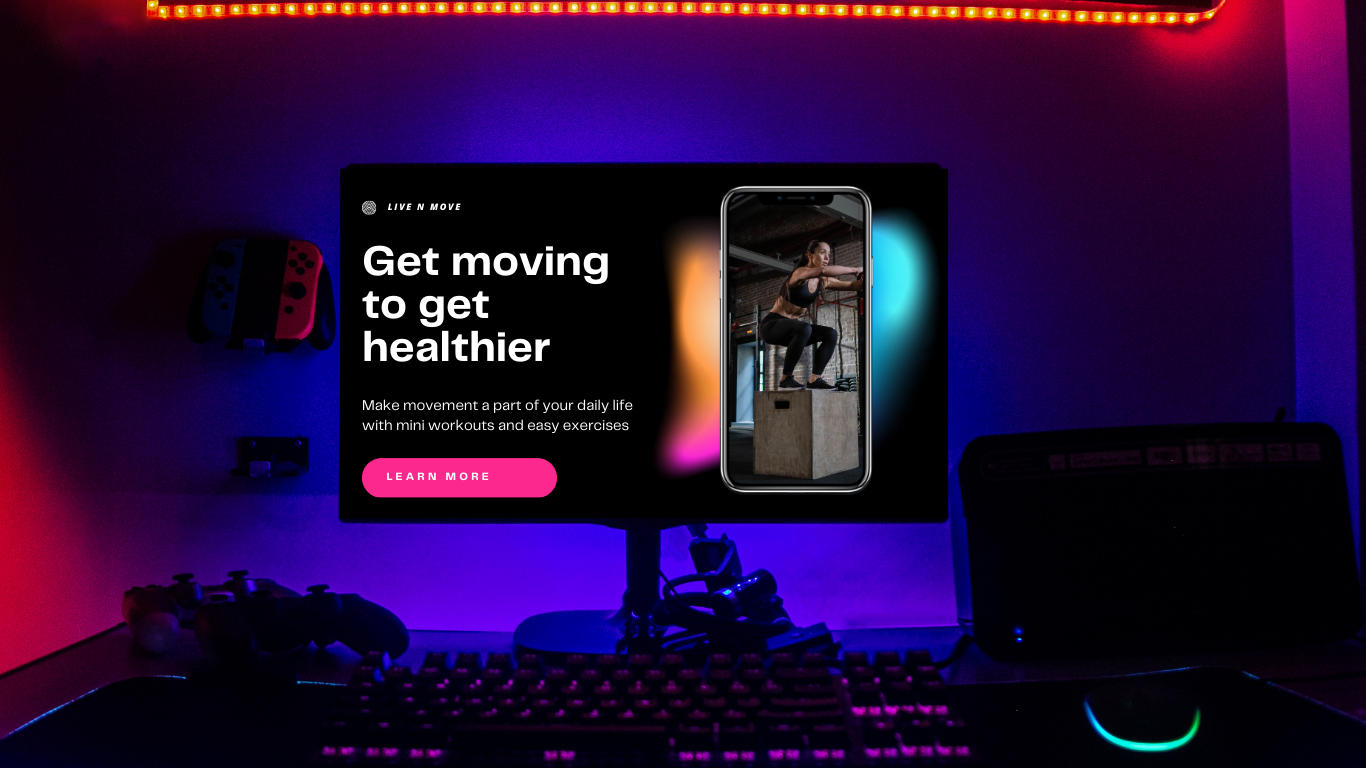 LIVE N MOVE
Get moving
to get
healthier
Make movement a part of your daily life
with mini workouts and easy exercises
LEARN MORE